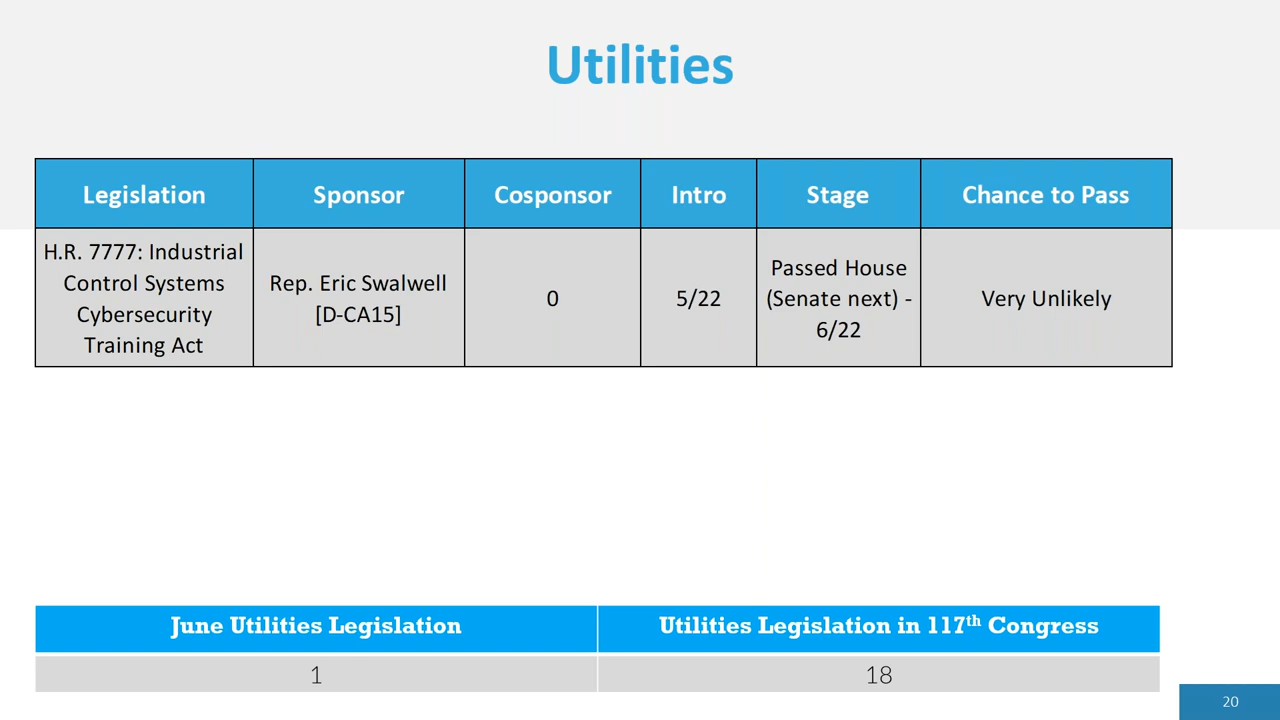 Utilities
Legislation Sponsor Cosponsor Intro Stage Chance to Pass
H.R. 7777: Industrial
Control Systems
Cybersecurity
Training Act
Rep. Eric Swalwell
[D-CA15]
0
5/22
Passed House
(Senate next) -
6/22
Very Unlikely
June Utilities Legislation Utilities Legislation in 117th Congress
1 18
20